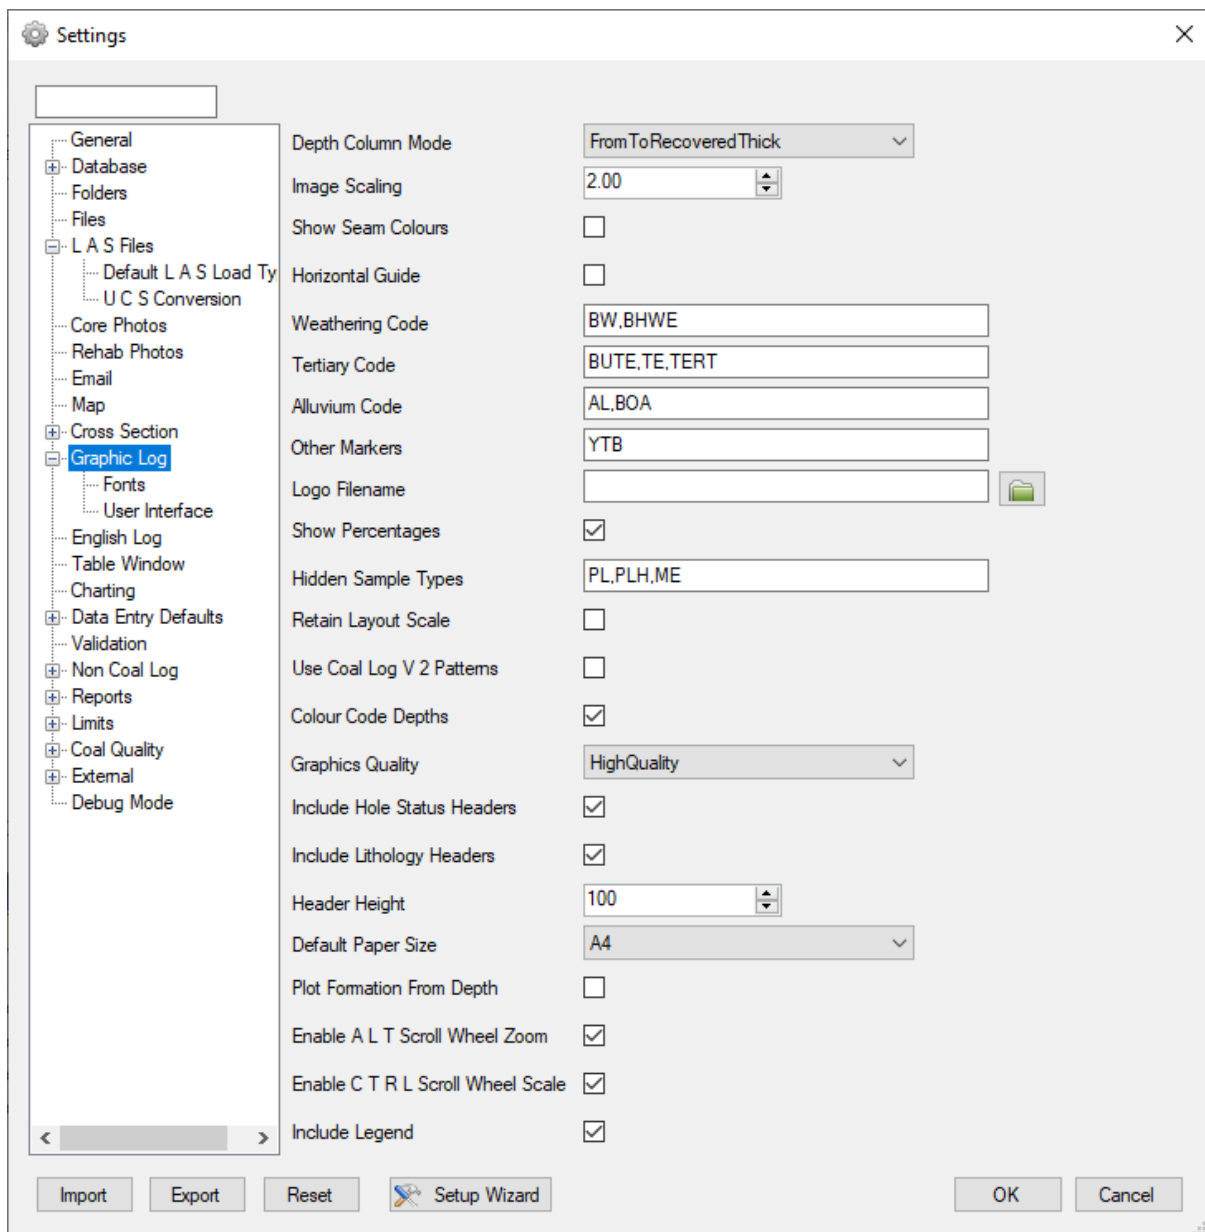 Settings
General
Database
Folders
Files
L A S Files
Default L A S Load Ty
U C S Conversion
Core Photos
Rehab Photos
Email
Map
Cross Section
Graphic Log
Fonts
User Interface
English Log
Table Window
Charting
Data Entry Defaults
Validation
Non Coal Log
Reports
Limits
Coal Quality
External
Debug Mode
Depth Column Mode FromToRecoveredThick
Image Scaling 2.00
Show Seam Colours
Horizontal Guide
Weathering Code BW,BHWE
Tertiary Code BUTE,TE,TERT
Alluvium Code AL,BOA
Other Markers YTB
Logo Filename
Show Percentages
Hidden Sample Types PL,PLH,ME
Retain Layout Scale
Use Coal Log V 2 Patterns
Colour Code Depths
Graphics Quality HighQuality
Include Hole Status Headers
Include Lithology Headers
Header Height 100
Default Paper Size A4
Plot Formation From Depth
Enable A L T Scroll Wheel Zoom
Enable C T R L Scroll Wheel Scale
Include Legend
Import Export Reset Setup Wizard OK Cancel